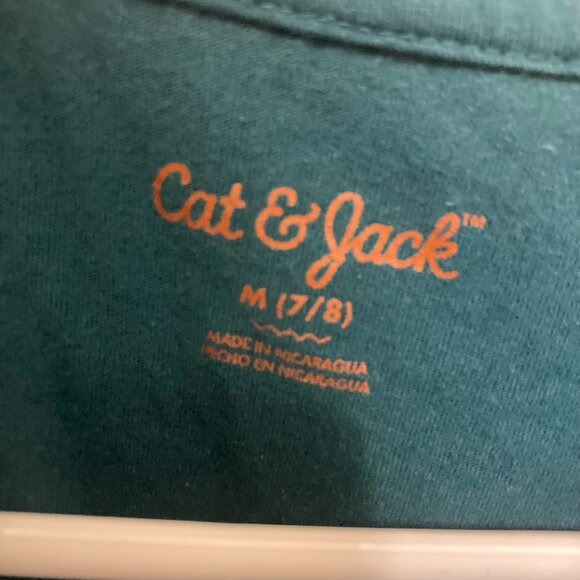 Cat & Jack™
M (7/8)
MADE IN NICARAGUA
HECHO EN NICARAGUA